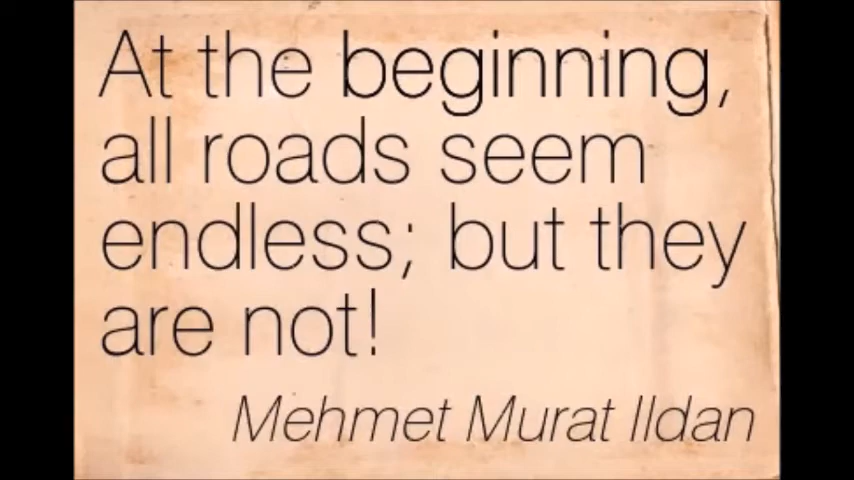 At the beginning,
all roads seem
endless; but they
are not!
Mehmet Murat Ildan